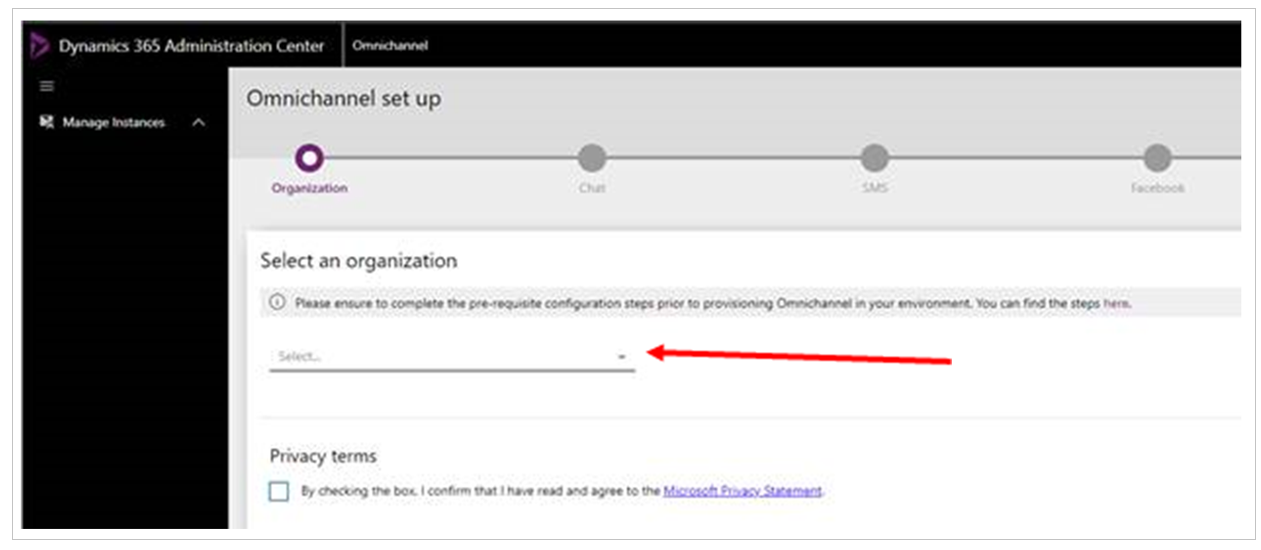 Dynamics 365 Administration Center
Omnichannel
Manage Instances
Omnichannel set up
Organization
Chat
SMS
Facebook
Select an organization
Please ensure to complete the pre-requisite configuration steps prior to provisioning Omnichannel in your environment. You can find the steps here.
Select...
Privacy terms
By checking the box, I confirm that I have read and agree to the Microsoft Privacy Statement.